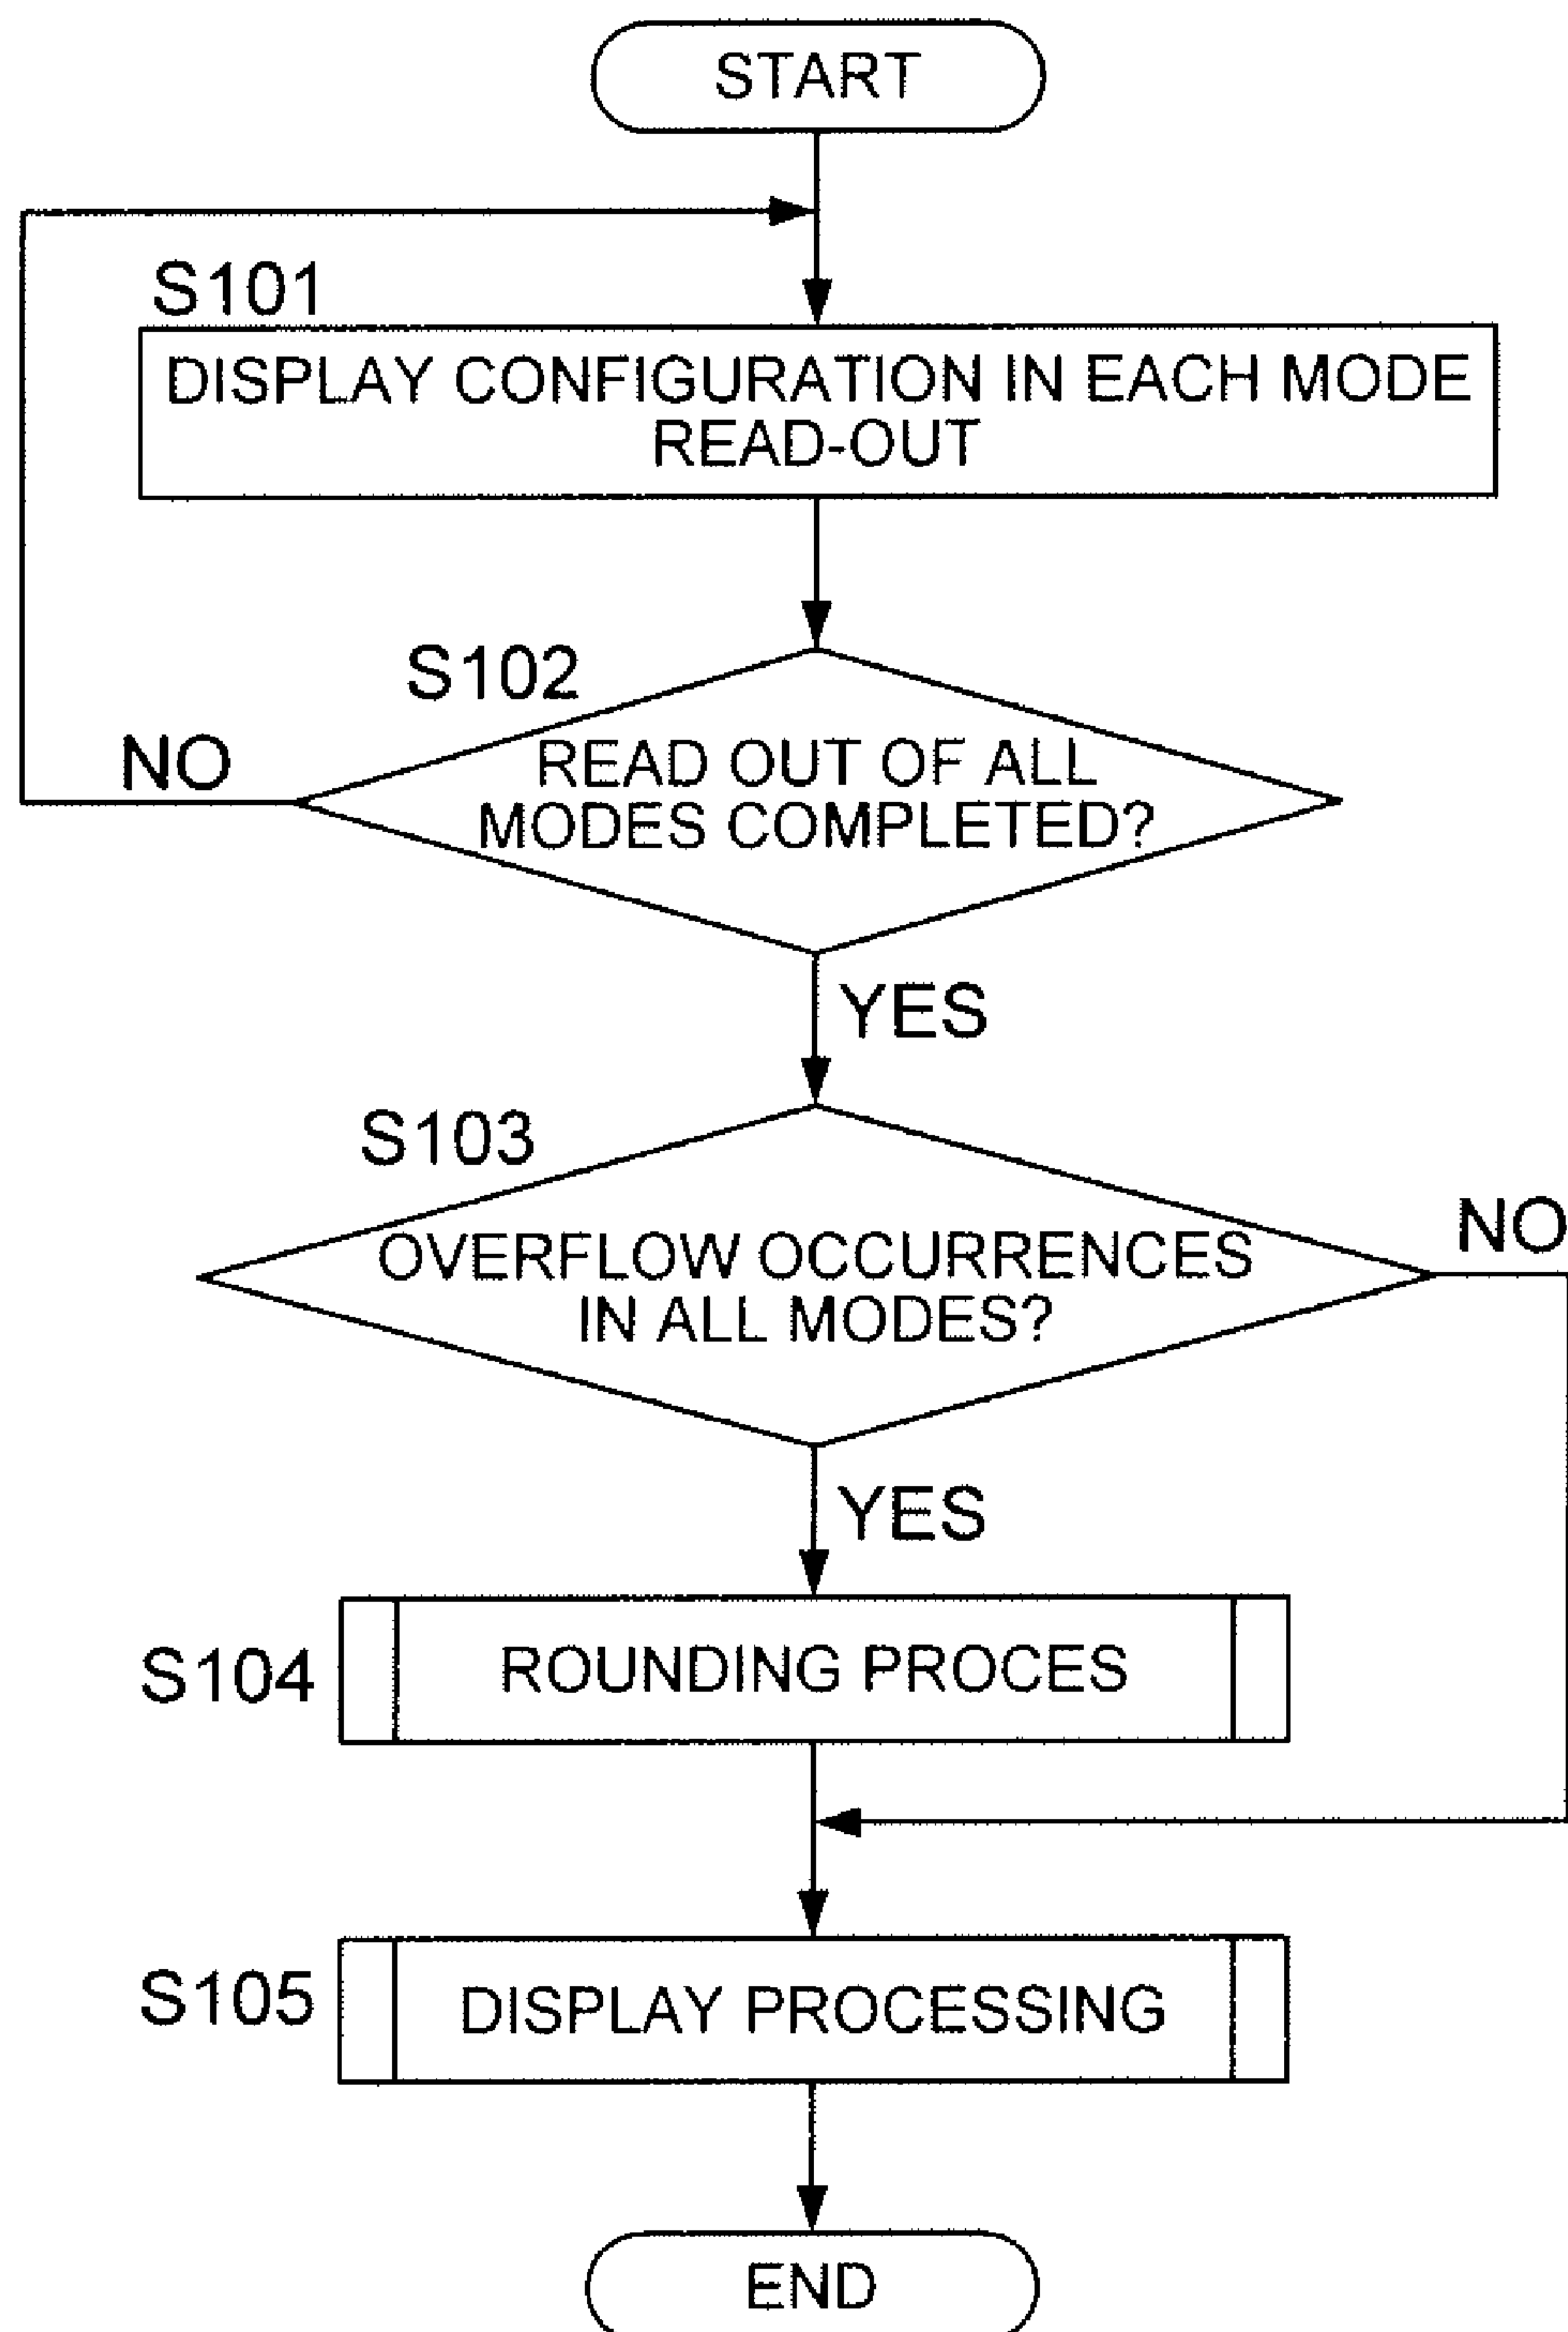 START
S101
DISPLAY CONFIGURATION IN EACH MODE
READ-OUT
S102
NO
READ OUT OF ALL
MODES COMPLETED?
YES
S103
NO
OVERFLOW OCCURRENCES
IN ALL MODES?
YES
S104
ROUNDING PROCES
S105
DISPLAY PROCESSING
END